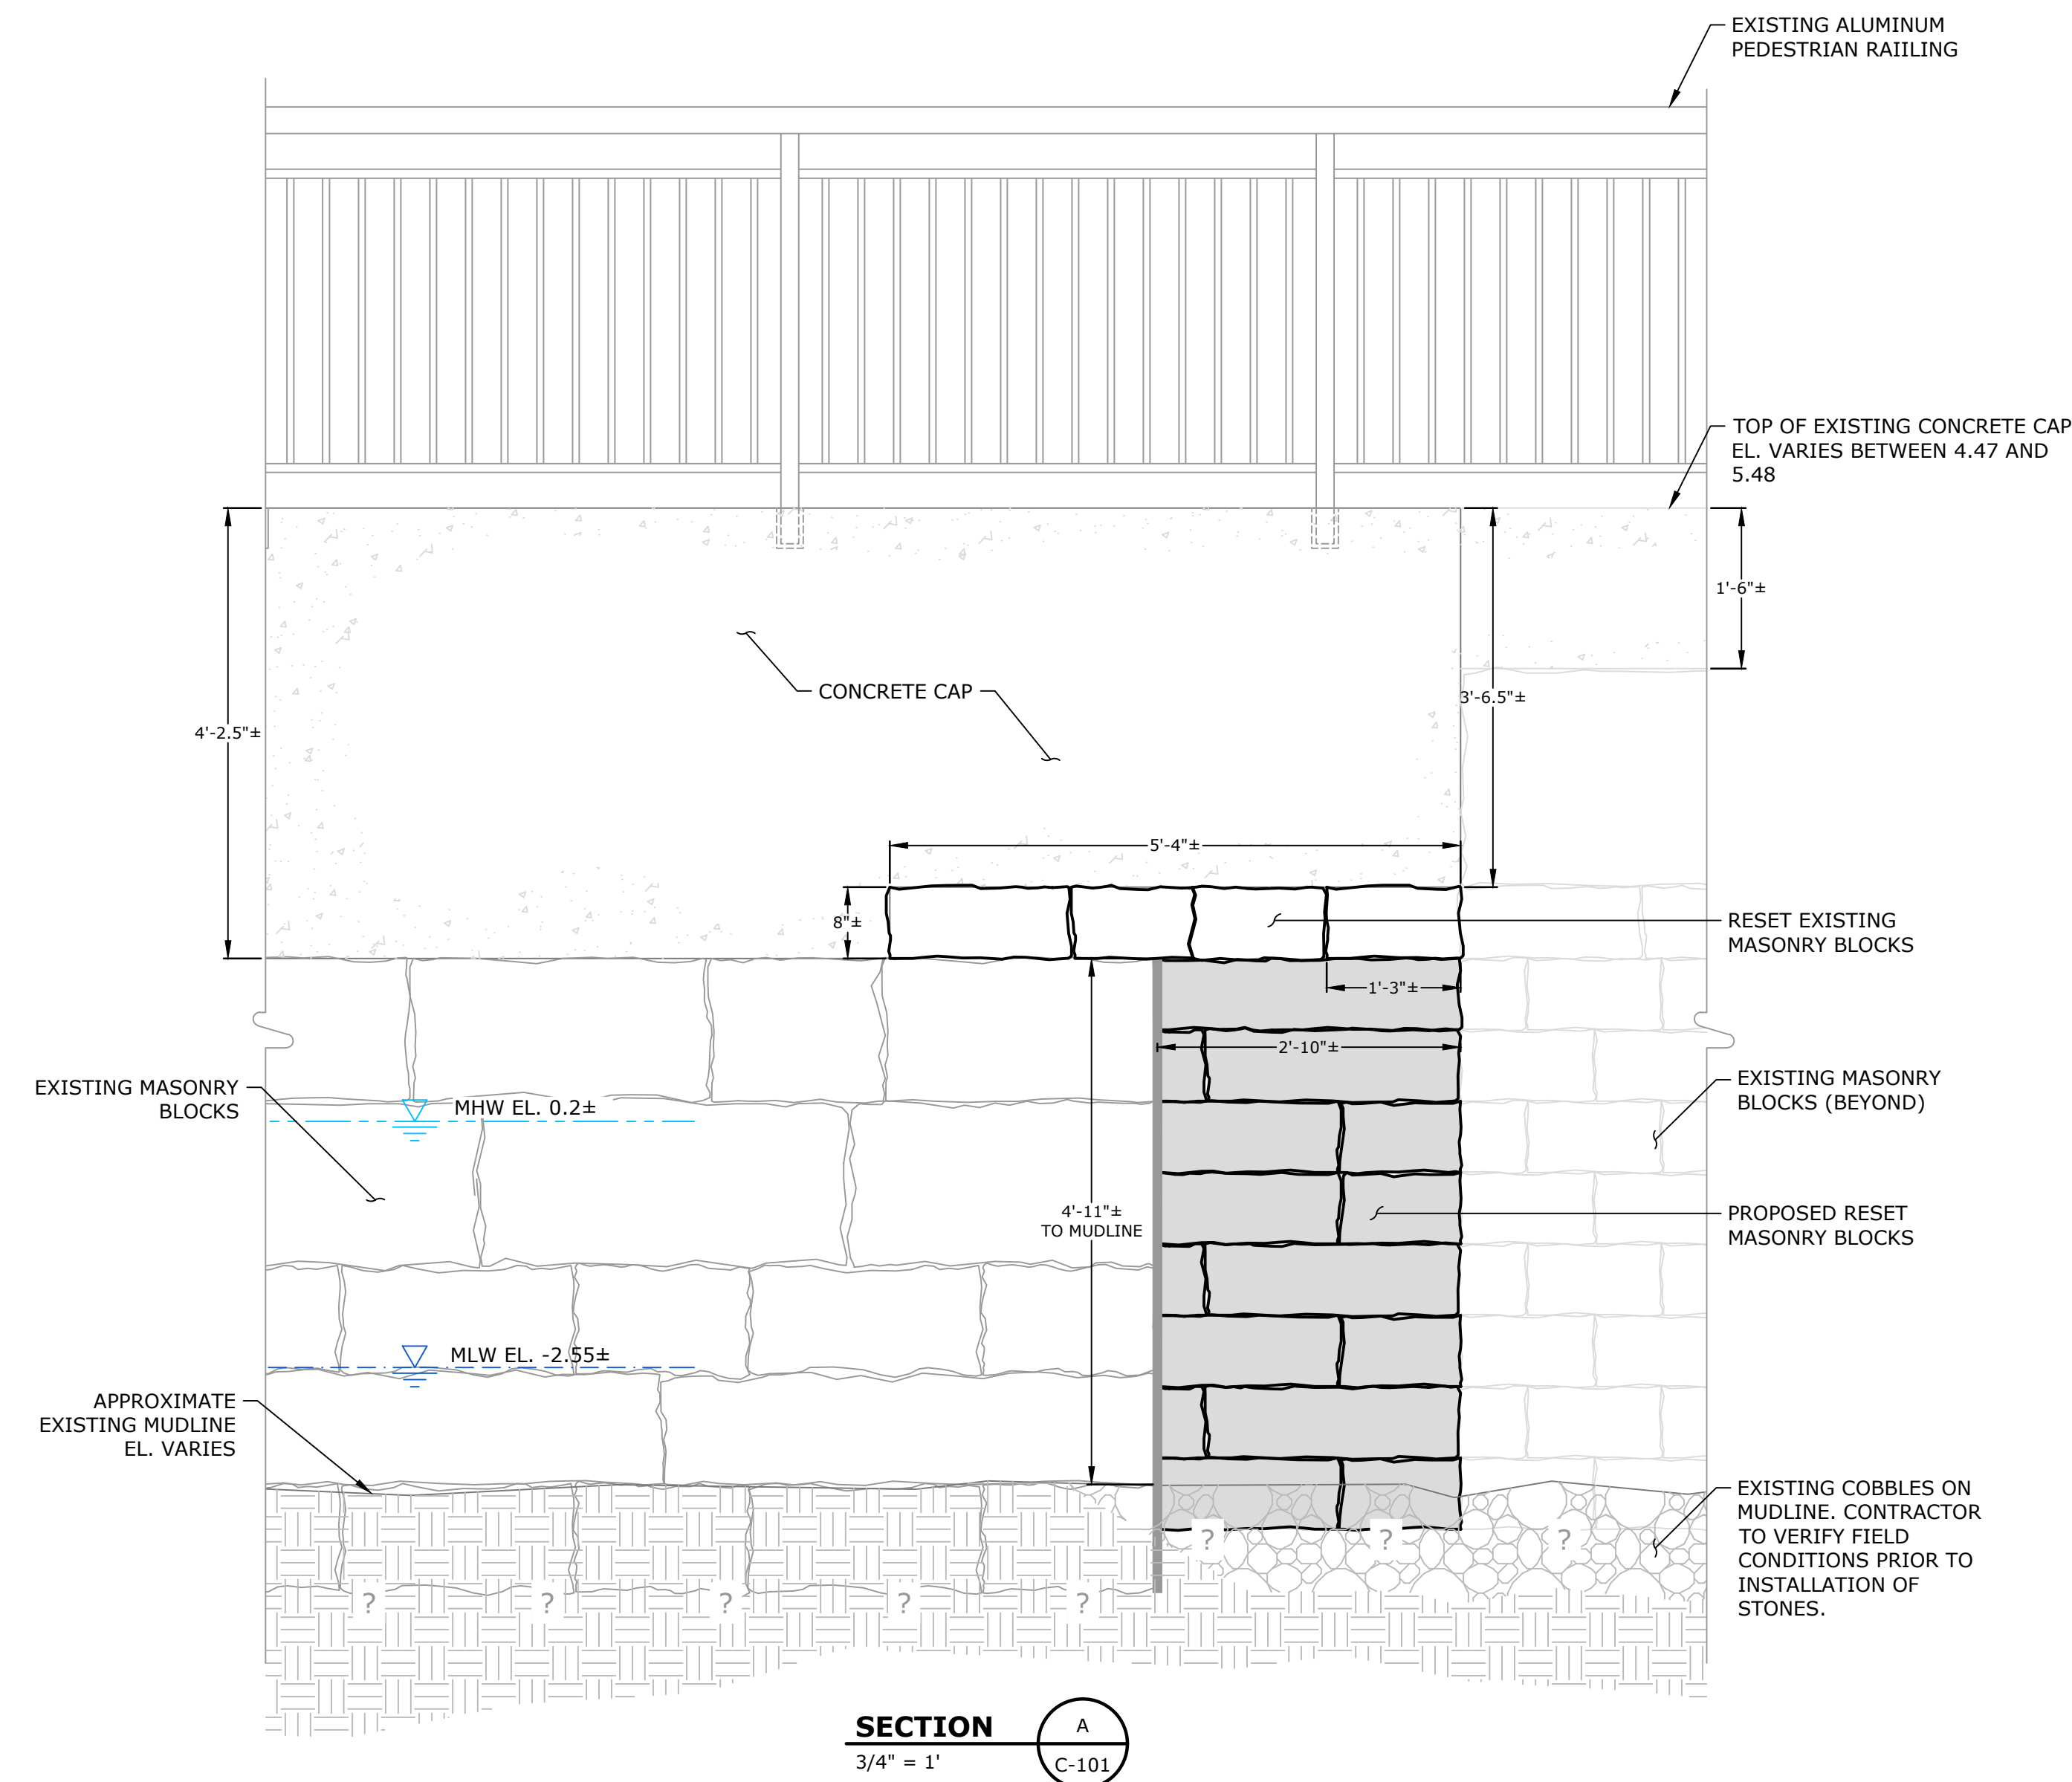 EXISTING ALUMINUM
PEDESTRIAN RAIILING
TOP OF EXISTING CONCRETE CAP
EL. VARIES BETWEEN 4.47 AND
5.48
1'-6"±
3'-6.5"±
CONCRETE CAP
4'-2.5"±
5'-4"±
8"±
RESET EXISTING
MASONRY BLOCKS
1'-3"±
2'-10"±
EXISTING MASONRY
BLOCKS
MHW EL. 0.2±
EXISTING MASONRY
BLOCKS (BEYOND)
4'-11"±
TO MUDLINE
PROPOSED RESET
MASONRY BLOCKS
MLW EL. -2.55±
APPROXIMATE
EXISTING MUDLINE
EL. VARIES
EXISTING COBBLES ON
MUDLINE. CONTRACTOR
TO VERIFY FIELD
CONDITIONS PRIOR TO
INSTALLATION OF
STONES.
? ? ?
? ? ? ? ?
SECTION
3/4" = 1'
A
C-101